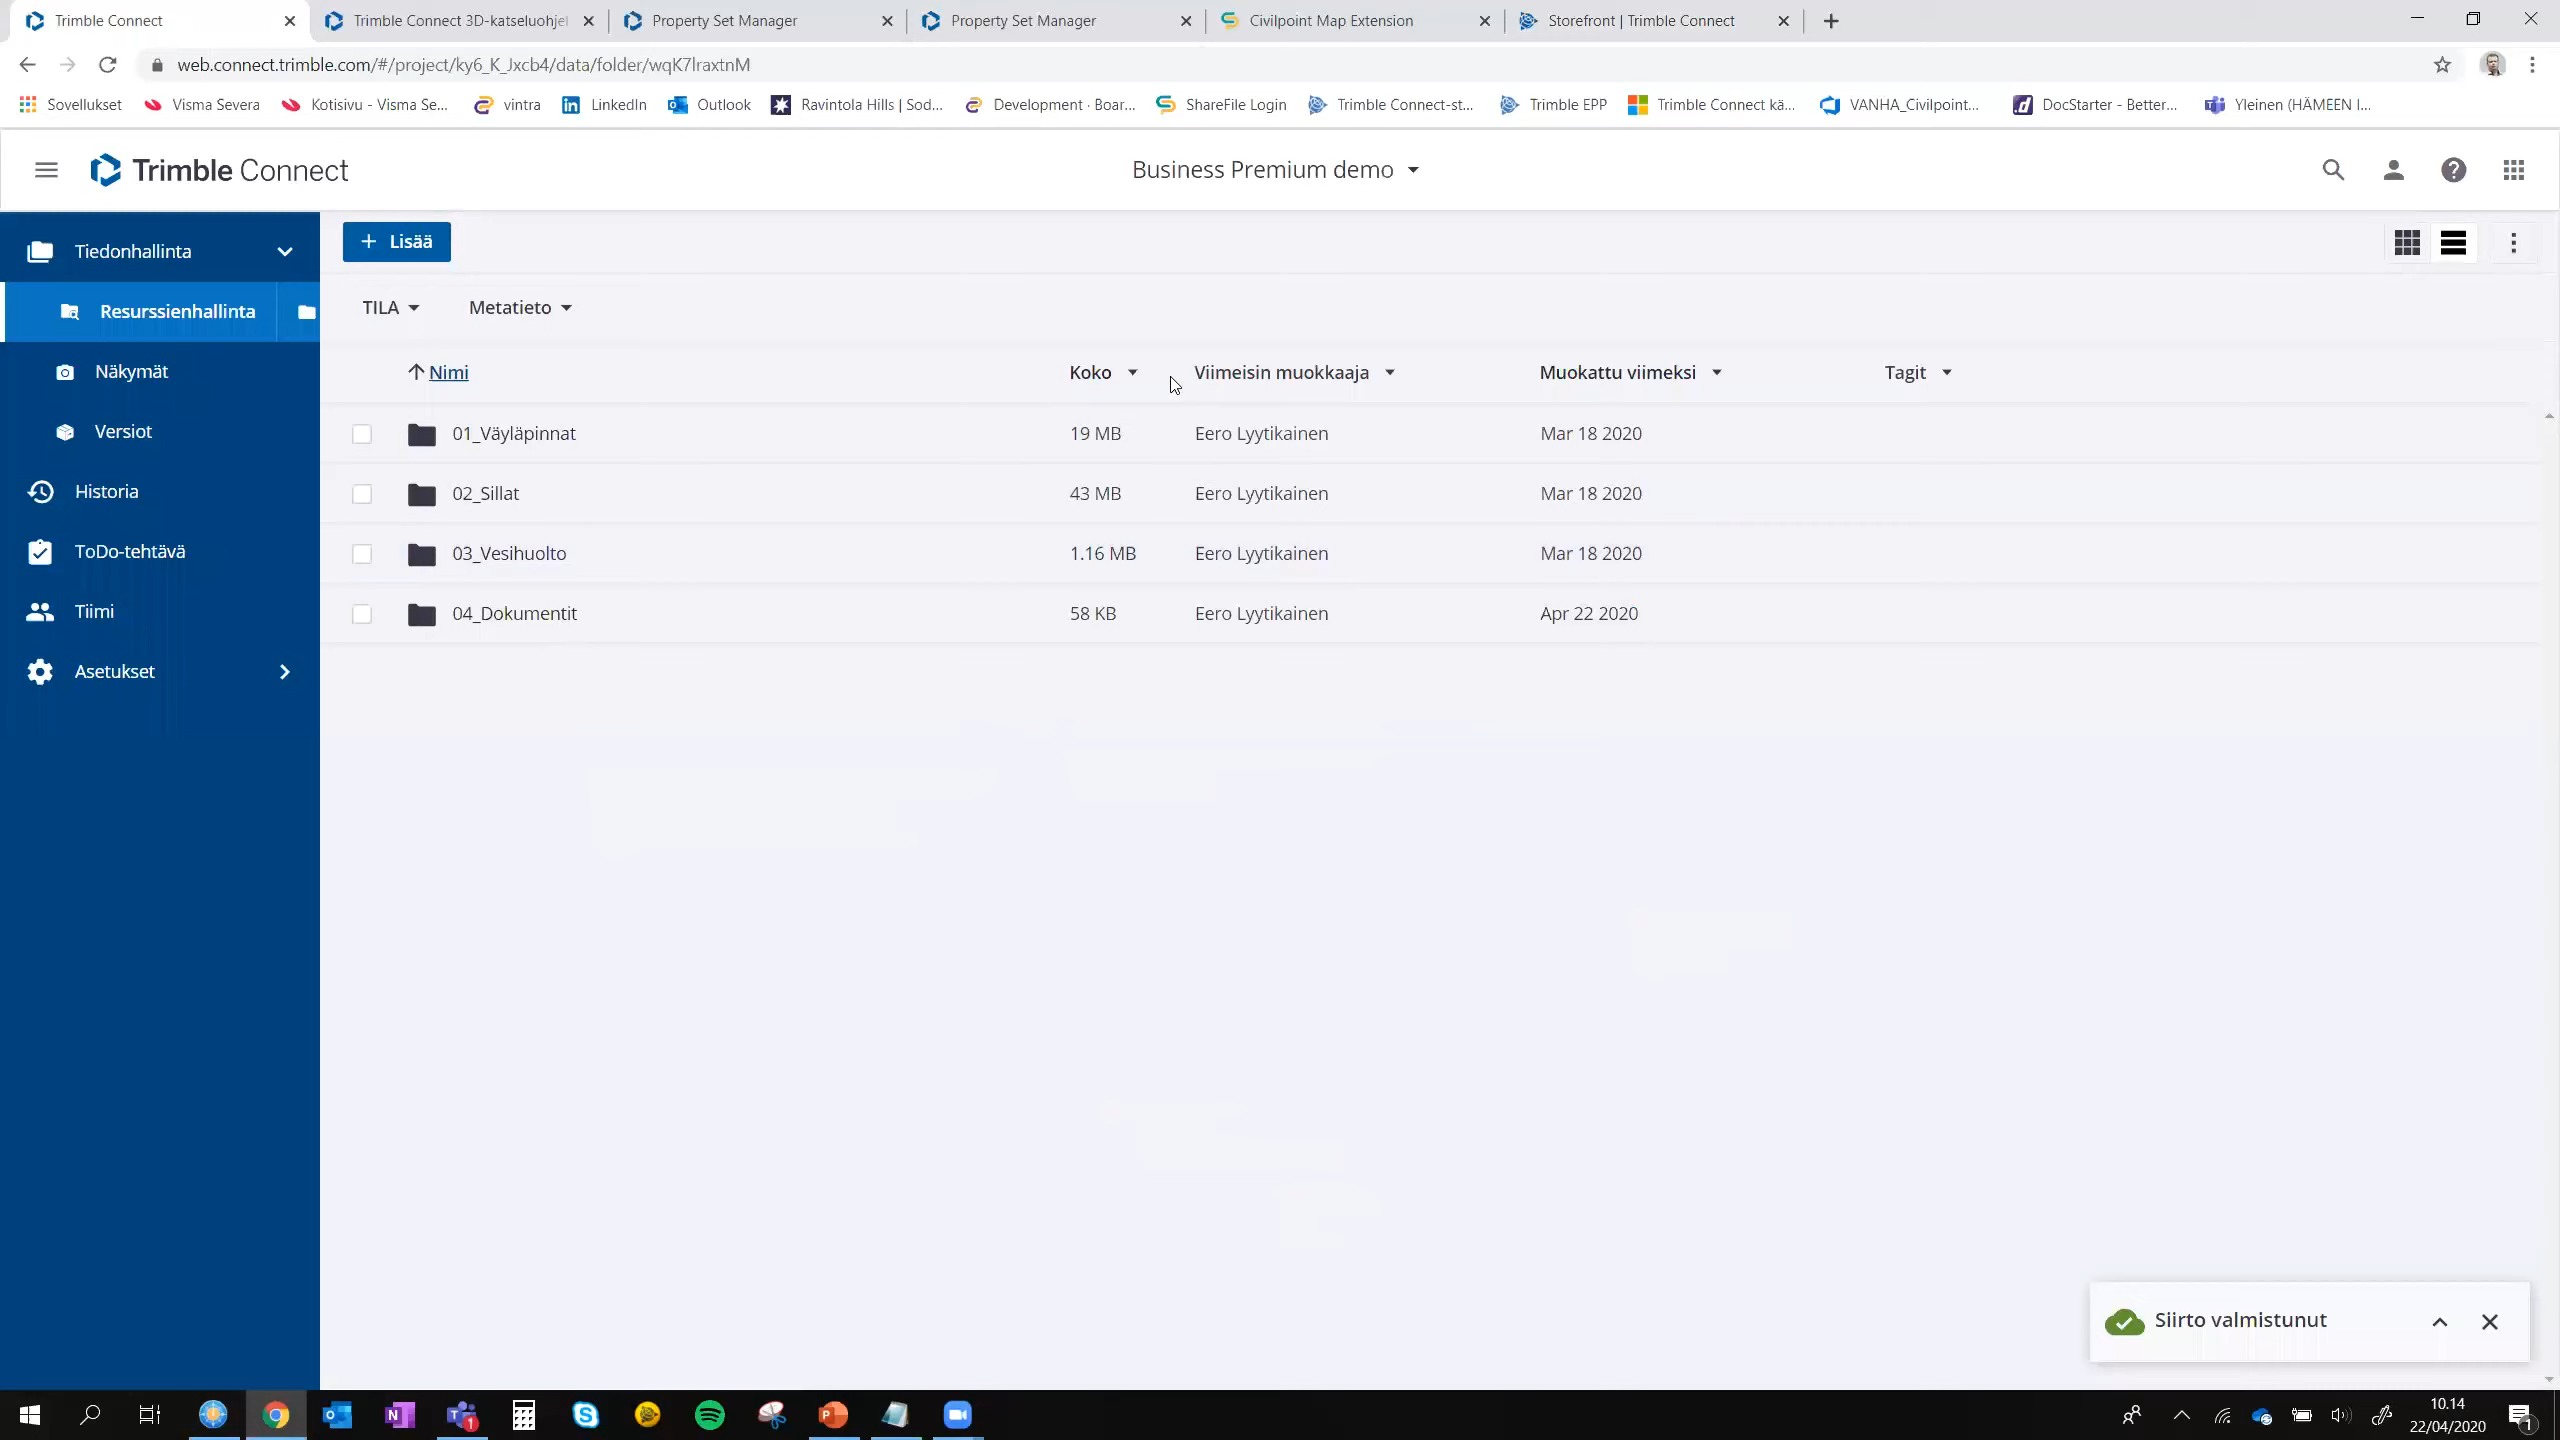 Trimble Connect
Trimble Connect 3D-katseluohjel
Property Set Manager
Property Set Manager
Civilpoint Map Extension
Storefront | Trimble Connect
web.connect.trimble.com/#/project/ky6_K_Jxcb4/data/folder/wqK7lraxtnM
Sovellukset
Visma Severa
Kotisivu - Visma Se...
vintra
LinkedIn
Outlook
Ravintola Hills | Sod...
Development · Boar...
ShareFile Login
Trimble Connect-st...
Trimble EPP
Trimble Connect kä...
VANHA_Civilpoint...
DocStarter - Better...
Yleinen (HÄMEEN I...
Trimble Connect
Business Premium demo
Tiedonhallinta
Resurssienhallinta
Näkymät
Versiot
Historia
ToDo-tehtävä
Tiimi
Asetukset
+ Lisää
TILA
Metatieto
Nimi
Koko
Viimeisin muokkaaja
Muokattu viimeksi
Tagit
01_Väyläpinnat
19 MB
Eero Lyytikainen
Mar 18 2020
02_Sillat
43 MB
Eero Lyytikainen
Mar 18 2020
03_Vesihuolto
1.16 MB
Eero Lyytikainen
Mar 18 2020
04_Dokumentit
58 KB
Eero Lyytikainen
Apr 22 2020
Siirto valmistunut
10.14
22/04/2020